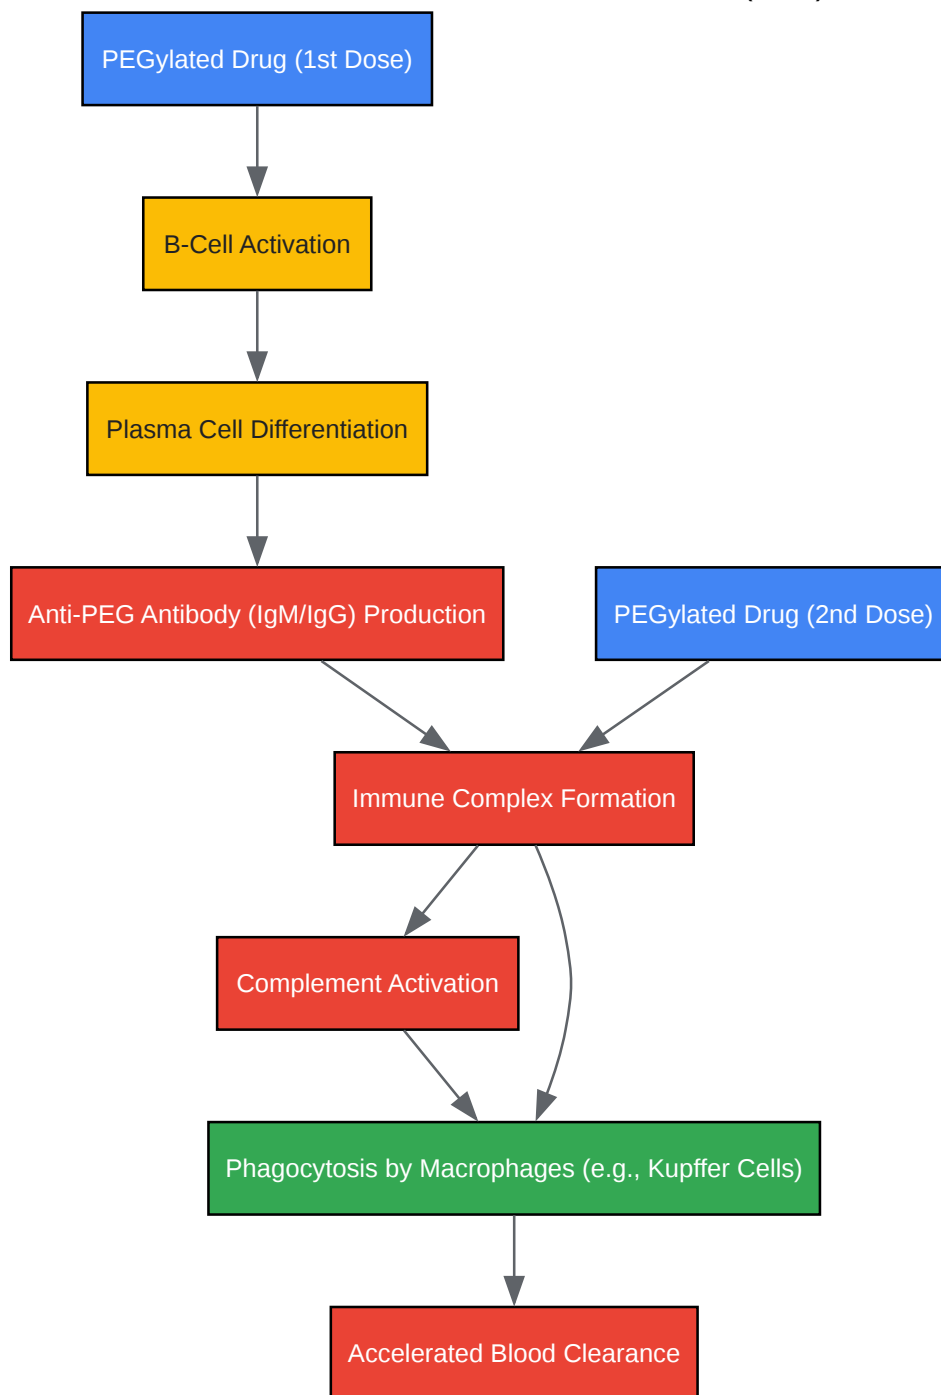 PEGylated Drug (1st Dose)
B-Cell Activation
Plasma Cell Differentiation
Anti-PEG Antibody (IgM/IgG) Production
PEGylated Drug (2nd Dose)
Immune Complex Formation
Complement Activation
Phagocytosis by Macrophages (e.g., Kupffer Cells)
Accelerated Blood Clearance